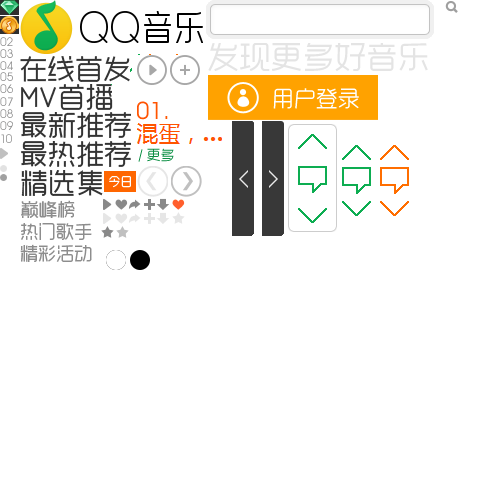 QQ音乐
发现更多好音乐
在线首发
MV首播
最新推荐
最热推荐
精选集
今日
巅峰榜
热门歌手
精彩活动
01.
混蛋，...
/ 更多
用户登录
02
03
04
05
06
07
08
09
10